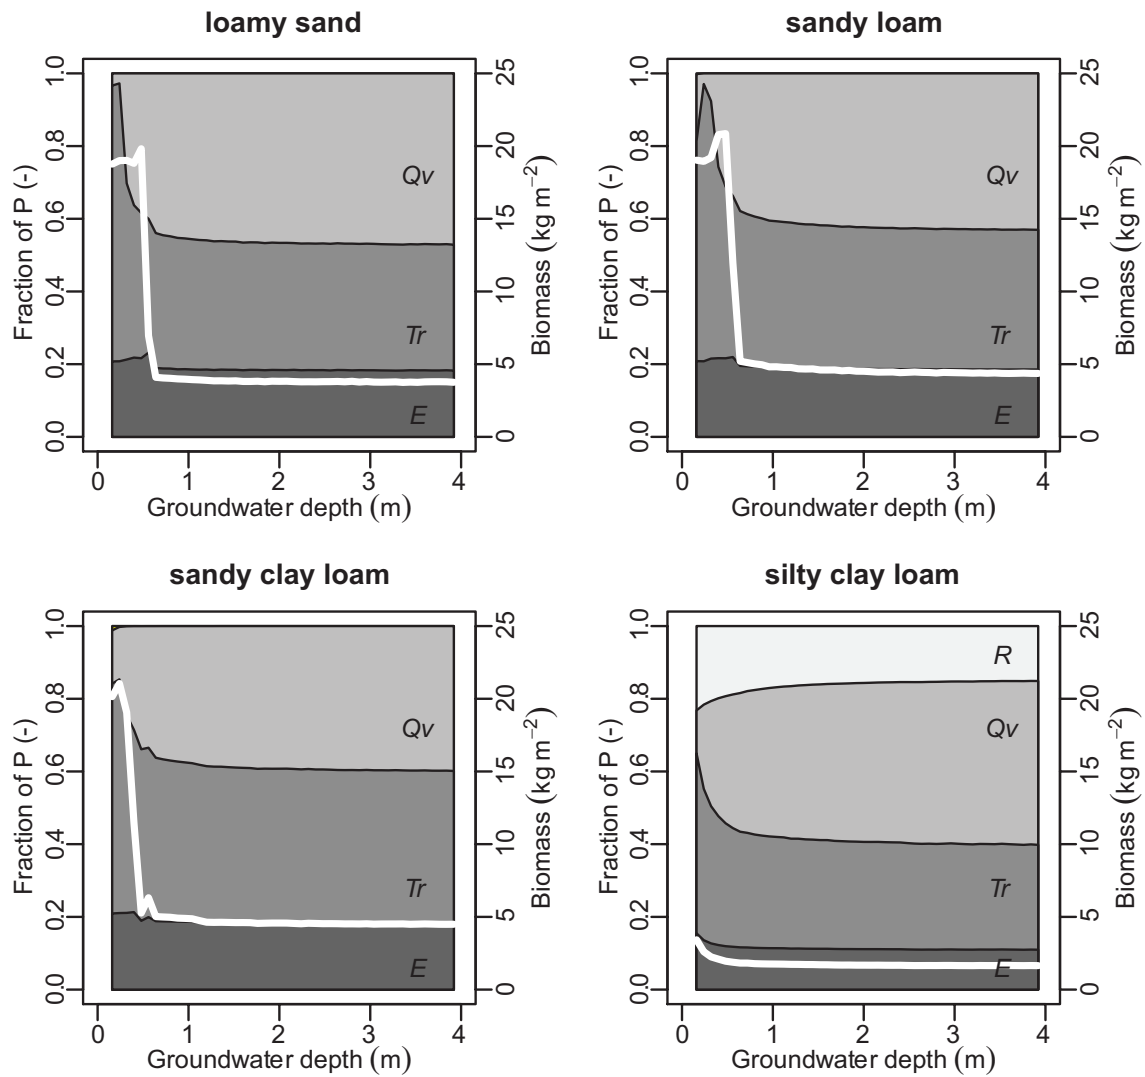 loamy sand
sandy loam
0.0 0.2 0.4 0.6 0.8 1.0
Fraction of P (-)
Qv
Tr
E
0 5 10 15 20 25
Biomass (kg m−2)
0 1 2 3 4
Groundwater depth (m)
0.0 0.2 0.4 0.6 0.8 1.0
Fraction of P (-)
Qv
Tr
E
0 5 10 15 20 25
Biomass (kg m−2)
0 1 2 3 4
Groundwater depth (m)
sandy clay loam
silty clay loam
0.0 0.2 0.4 0.6 0.8 1.0
Fraction of P (-)
Qv
Tr
E
0 5 10 15 20 25
Biomass (kg m−2)
0 1 2 3 4
Groundwater depth (m)
0.0 0.2 0.4 0.6 0.8 1.0
Fraction of P (-)
R
Qv
Tr
E
0 5 10 15 20 25
Biomass (kg m−2)
0 1 2 3 4
Groundwater depth (m)